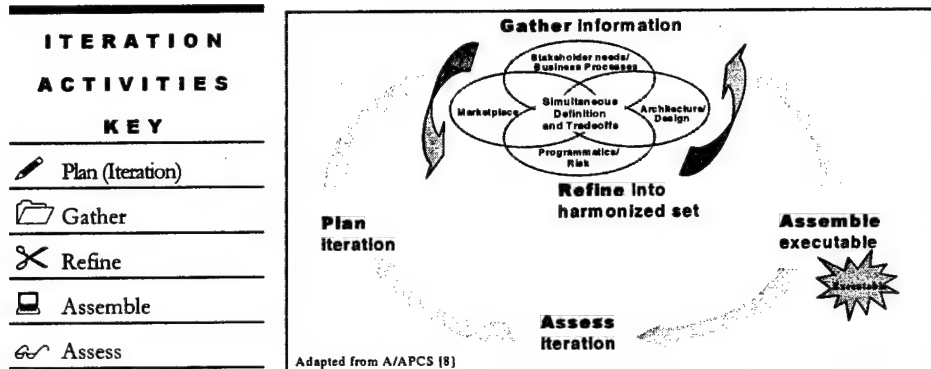 ITERATION
ACTIVITIES
KEY
Plan (Iteration)
Gather
Refine
Assemble
Assess
Gather information
Stakeholder needs/
Business Processes
Marketplace
Simultaneous
Definition
and Tradeoffs
Architecture/
Design
Programmatics/
Risk
Refine into
harmonized set
Plan
iteration
Assemble
executable
Executable
Assess
iteration
Adapted from A/APCS [8]